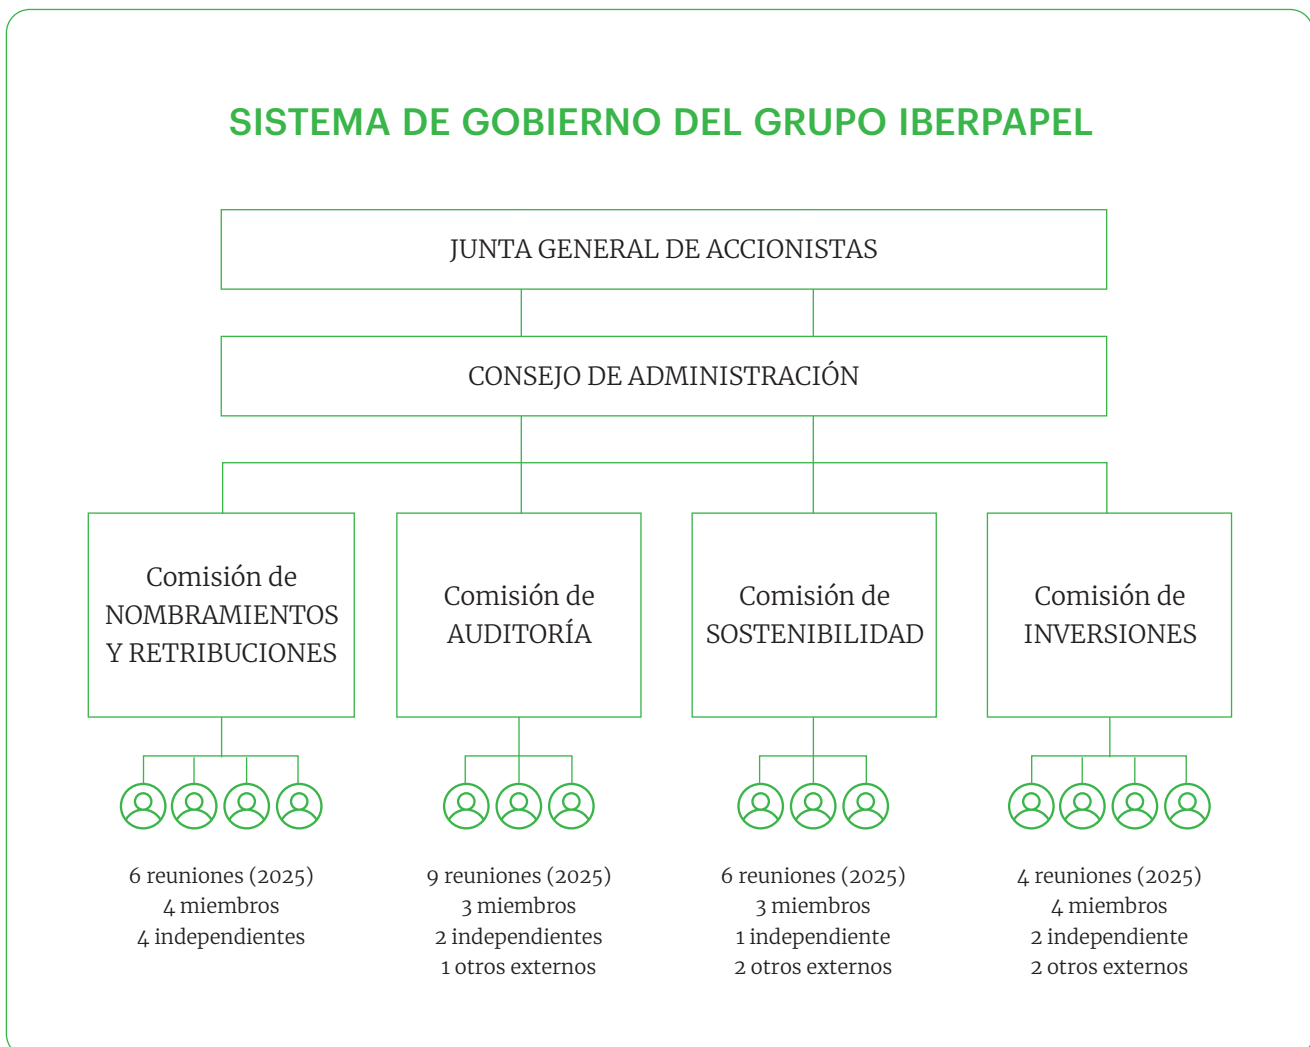 SISTEMA DE GOBIERNO DEL GRUPO IBERPAPEL
JUNTA GENERAL DE ACCIONISTAS
CONSEJO DE ADMINISTRACIÓN
Comisión de
NOMBRAMIENTOS
Y RETRIBUCIONES
Comisión de
AUDITORÍA
Comisión de
SOSTENIBILIDAD
Comisión de
INVERSIONES
6 reuniones (2025)
4 miembros
4 independientes
9 reuniones (2025)
3 miembros
2 independientes
1 otros externos
6 reuniones (2025)
3 miembros
1 independiente
2 otros externos
4 reuniones (2025)
4 miembros
2 independiente
2 otros externos